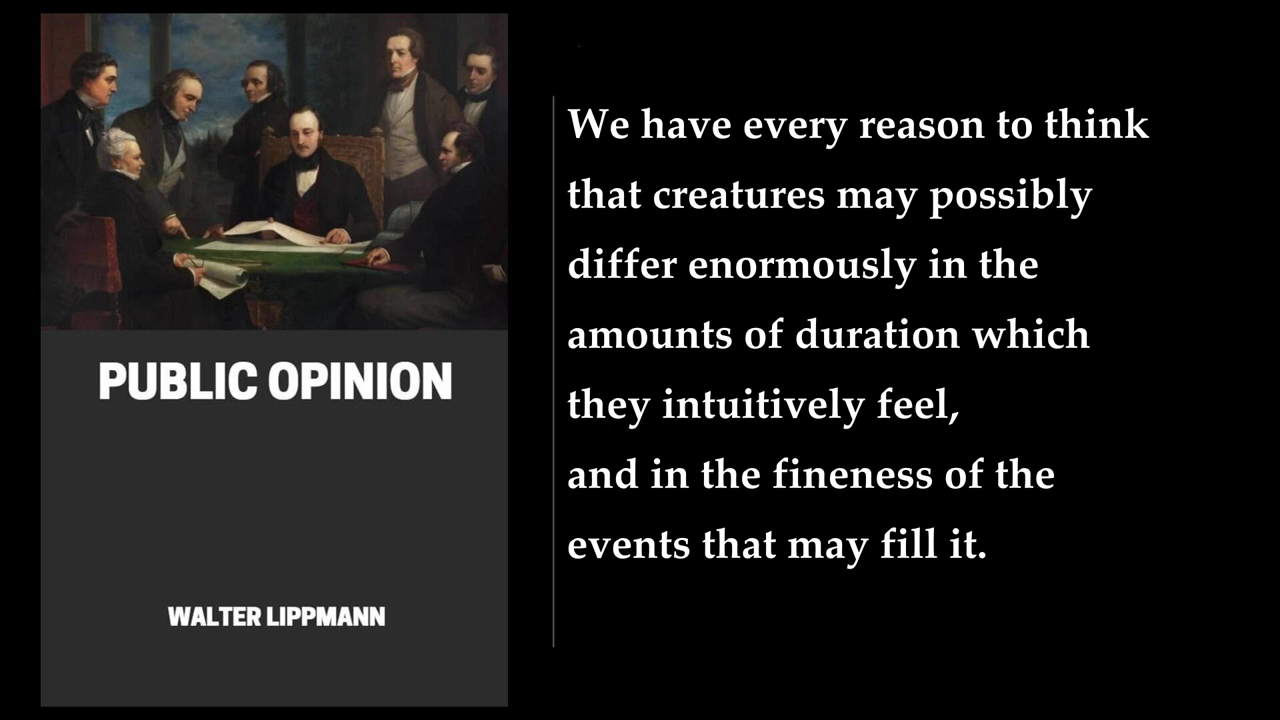 PUBLIC OPINION
WALTER LIPPMANN
We have every reason to think
that creatures may possibly
differ enormously in the
amounts of duration which
they intuitively feel,
and in the fineness of the
events that may fill it.